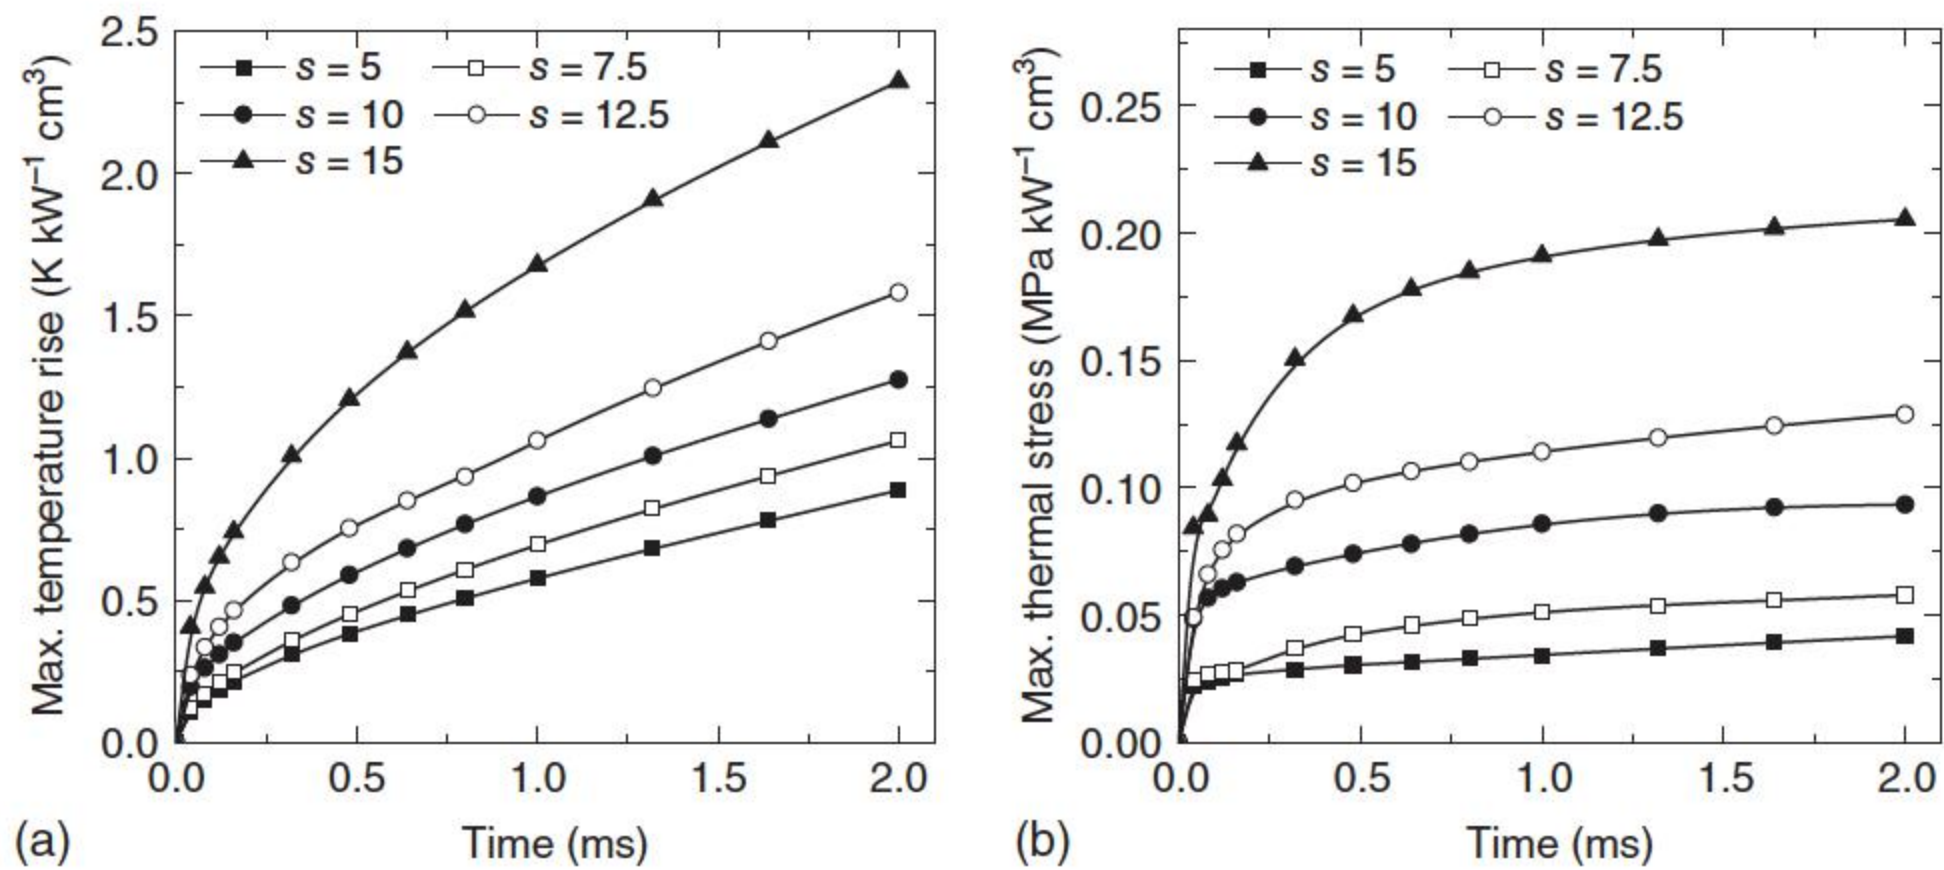 Max. temperature rise (K kW⁻¹ cm³)
2.5
2.0
1.5
1.0
0.5
0.0
s = 5
s = 7.5
s = 10
s = 12.5
s = 15
0.0 0.5 1.0 1.5 2.0
(a)
Time (ms)
Max. thermal stress (MPa kW⁻¹ cm³)
0.25
0.20
0.15
0.10
0.05
0.00
s = 5
s = 7.5
s = 10
s = 12.5
s = 15
0.0 0.5 1.0 1.5 2.0
(b)
Time (ms)